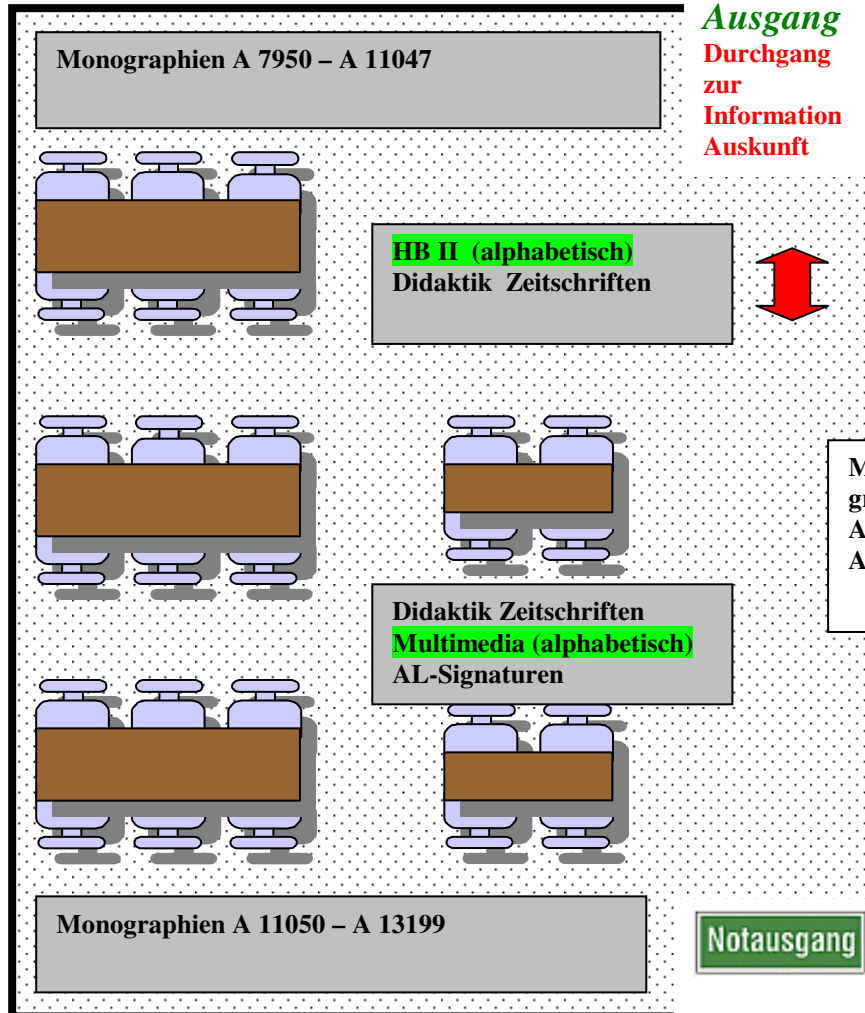 Ausgang
Durchgang
zur
Information
Auskunft
Monographien A 7950 – A 11047
HB II (alphabetisch)
Didaktik Zeitschriften
Didaktik Zeitschriften
Multimedia (alphabetisch)
AL-Signaturen
Monographien A 11050 – A 13199
Notausgang